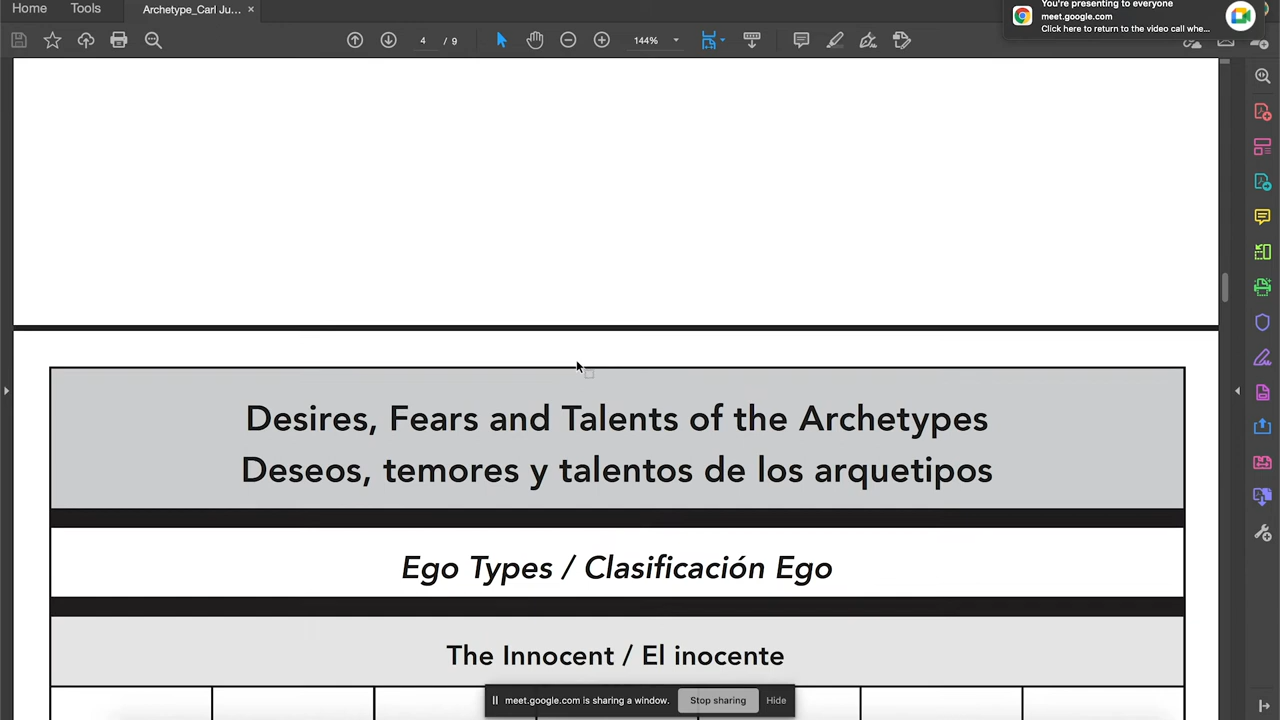 Home Tools Archetype_Carl Ju... ×
You're presenting to everyone
meet.google.com
Click here to return to the video call whe...
4 / 9 144%
Desires, Fears and Talents of the Archetypes
Deseos, temores y talentos de los arquetipos
Ego Types / Clasificación Ego
The Innocent / El inocente
meet.google.com is sharing a window. Stop sharing Hide